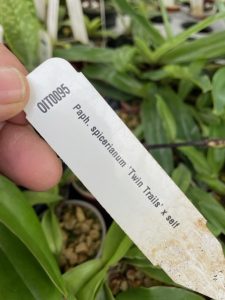 OIT0095
Paph. spicerianum 'Twin Trails' x self